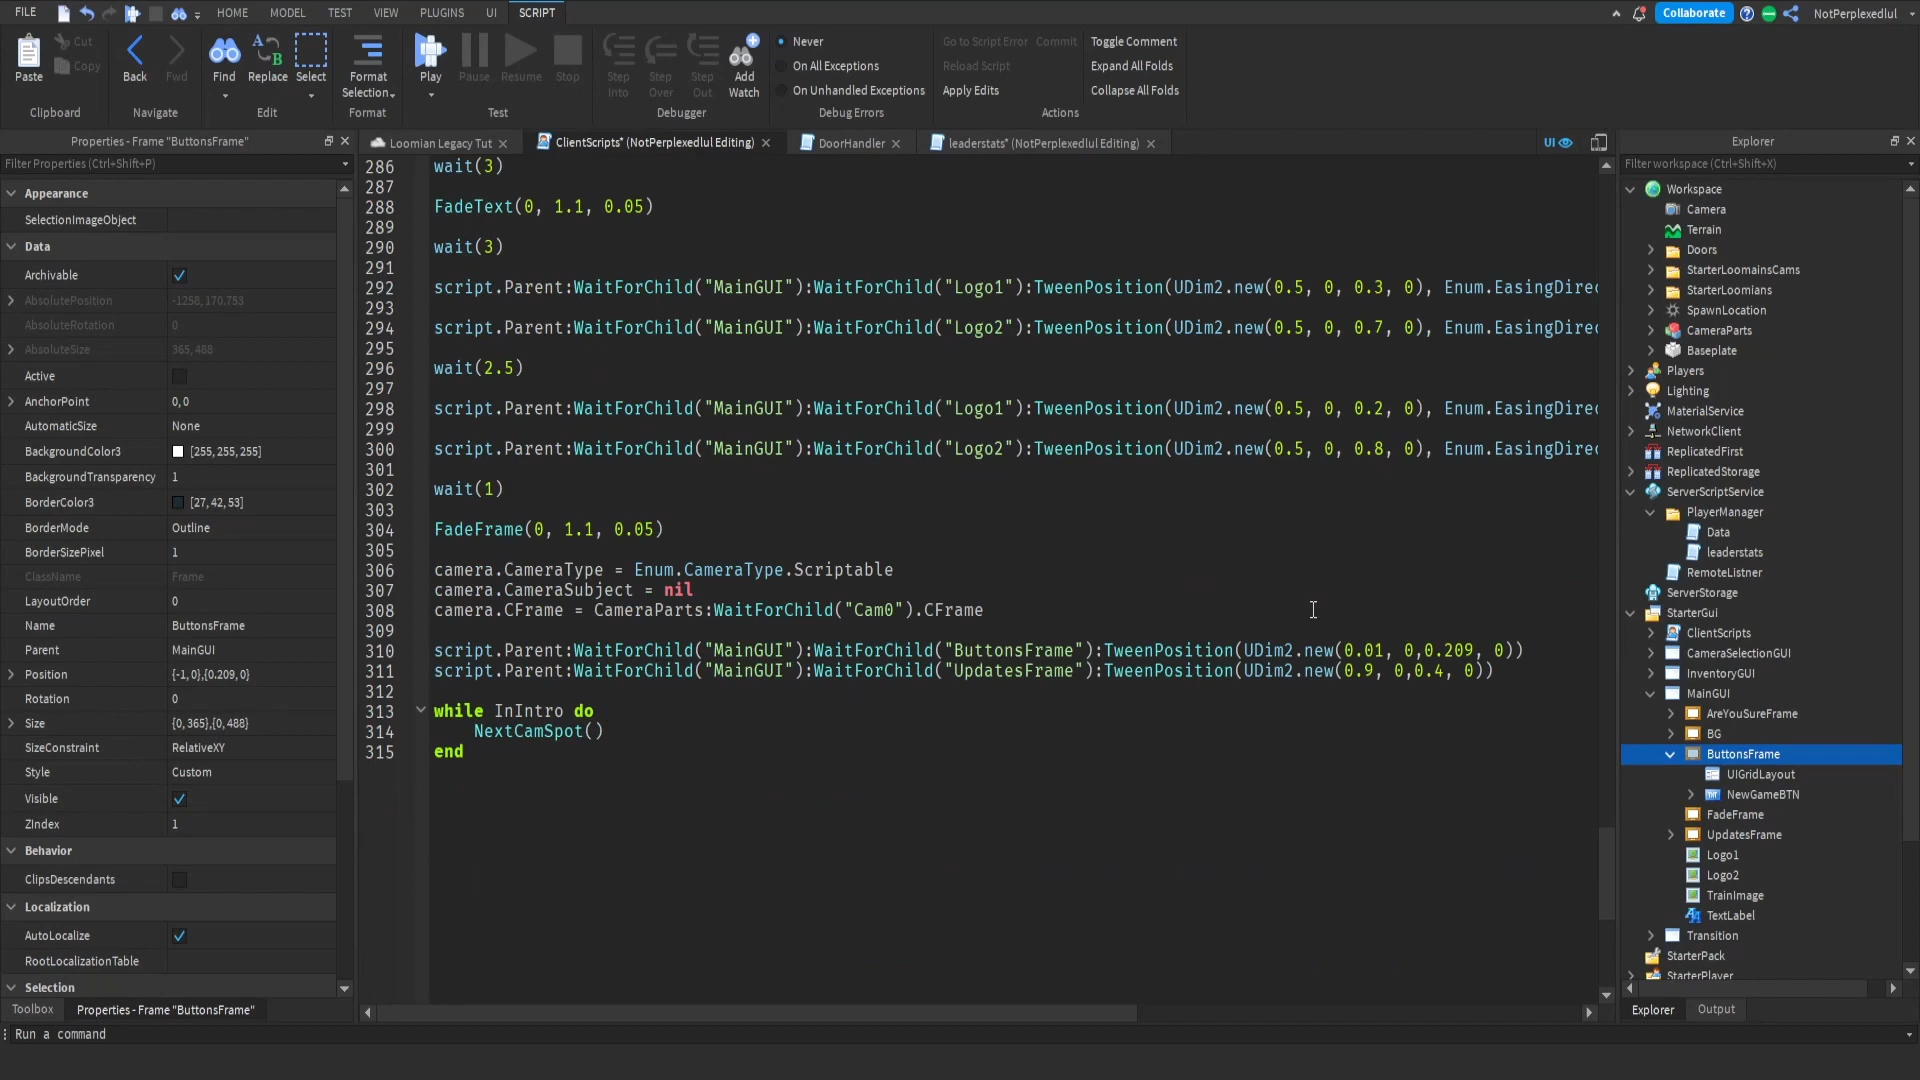 FILE HOME MODEL TEST VIEW PLUGINS UI SCRIPT Collaborate NotPerplexedlul
Paste Cut Copy Back Fwd Find Replace Select Format Selection Play Pause Resume Stop Step Into Step Over Step Out Add Watch
Never Go to Script Error Commit Toggle Comment
On All Exceptions Reload Script Expand All Folds
On Unhandled Exceptions Apply Edits Collapse All Folds
Clipboard Navigate Edit Format Test Debugger Debug Errors Actions
Properties - Frame "ButtonsFrame"
Filter Properties (Ctrl+Shift+P)
Appearance
SelectionImageObject
Data
Archivable
AbsolutePosition -1258, 170.753
AbsoluteRotation 0
AbsoluteSize 365, 488
Active
AnchorPoint 0, 0
AutomaticSize None
BackgroundColor3 [255, 255, 255]
BackgroundTransparency 1
BorderColor3 [27, 42, 53]
BorderMode Outline
BorderSizePixel 1
ClassName Frame
LayoutOrder 0
Name ButtonsFrame
Parent MainGUI
Position {-1, 0},{0.209, 0}
Rotation 0
Size {0, 365},{0, 488}
SizeConstraint RelativeXY
Style Custom
Visible
ZIndex 1
Behavior
ClipsDescendants
Localization
AutoLocalize
RootLocalizationTable
Selection
Toolbox Properties - Frame "ButtonsFrame"
Run a command
Loomian Legacy Tut ClientScripts* (NotPerplexedlul Editing) DoorHandler leaderstats* (NotPerplexedlul Editing) UI
286 wait(3)
287
288 FadeText(0, 1.1, 0.05)
289
290 wait(3)
291
292 script.Parent:WaitForChild("MainGUI"):WaitForChild("Logo1"):TweenPosition(UDim2.new(0.5, 0, 0.3, 0), Enum.EasingDirec
293
294 script.Parent:WaitForChild("MainGUI"):WaitForChild("Logo2"):TweenPosition(UDim2.new(0.5, 0, 0.7, 0), Enum.EasingDirec
295
296 wait(2.5)
297
298 script.Parent:WaitForChild("MainGUI"):WaitForChild("Logo1"):TweenPosition(UDim2.new(0.5, 0, 0.2, 0), Enum.EasingDirec
299
300 script.Parent:WaitForChild("MainGUI"):WaitForChild("Logo2"):TweenPosition(UDim2.new(0.5, 0, 0.8, 0), Enum.EasingDirec
301
302 wait(1)
303
304 FadeFrame(0, 1.1, 0.05)
305
306 camera.CameraType = Enum.CameraType.Scriptable
307 camera.CameraSubject = nil
308 camera.CFrame = CameraParts:WaitForChild("Cam0").CFrame
309
310 script.Parent:WaitForChild("MainGUI"):WaitForChild("ButtonsFrame"):TweenPosition(UDim2.new(0.01, 0,0.209, 0))
311 script.Parent:WaitForChild("MainGUI"):WaitForChild("UpdatesFrame"):TweenPosition(UDim2.new(0.9, 0,0.4, 0))
312
313 while InIntro do
314 NextCamSpot()
315 end
Explorer
Filter workspace (Ctrl+Shift+X)
Workspace
Camera
Terrain
Doors
StarterLoomainsCams
StarterLoomians
SpawnLocation
CameraParts
Baseplate
Players
Lighting
MaterialService
NetworkClient
ReplicatedFirst
ReplicatedStorage
ServerScriptService
PlayerManager
Data
leaderstats
RemoteListner
ServerStorage
StarterGui
ClientScripts
CameraSelectionGUI
InventoryGUI
MainGUI
AreYouSureFrame
BG
ButtonsFrame
UIGridLayout
NewGameBTN
FadeFrame
UpdatesFrame
Logo1
Logo2
TrainImage
TextLabel
Transition
StarterPack
StarterPlayer
Explorer Output